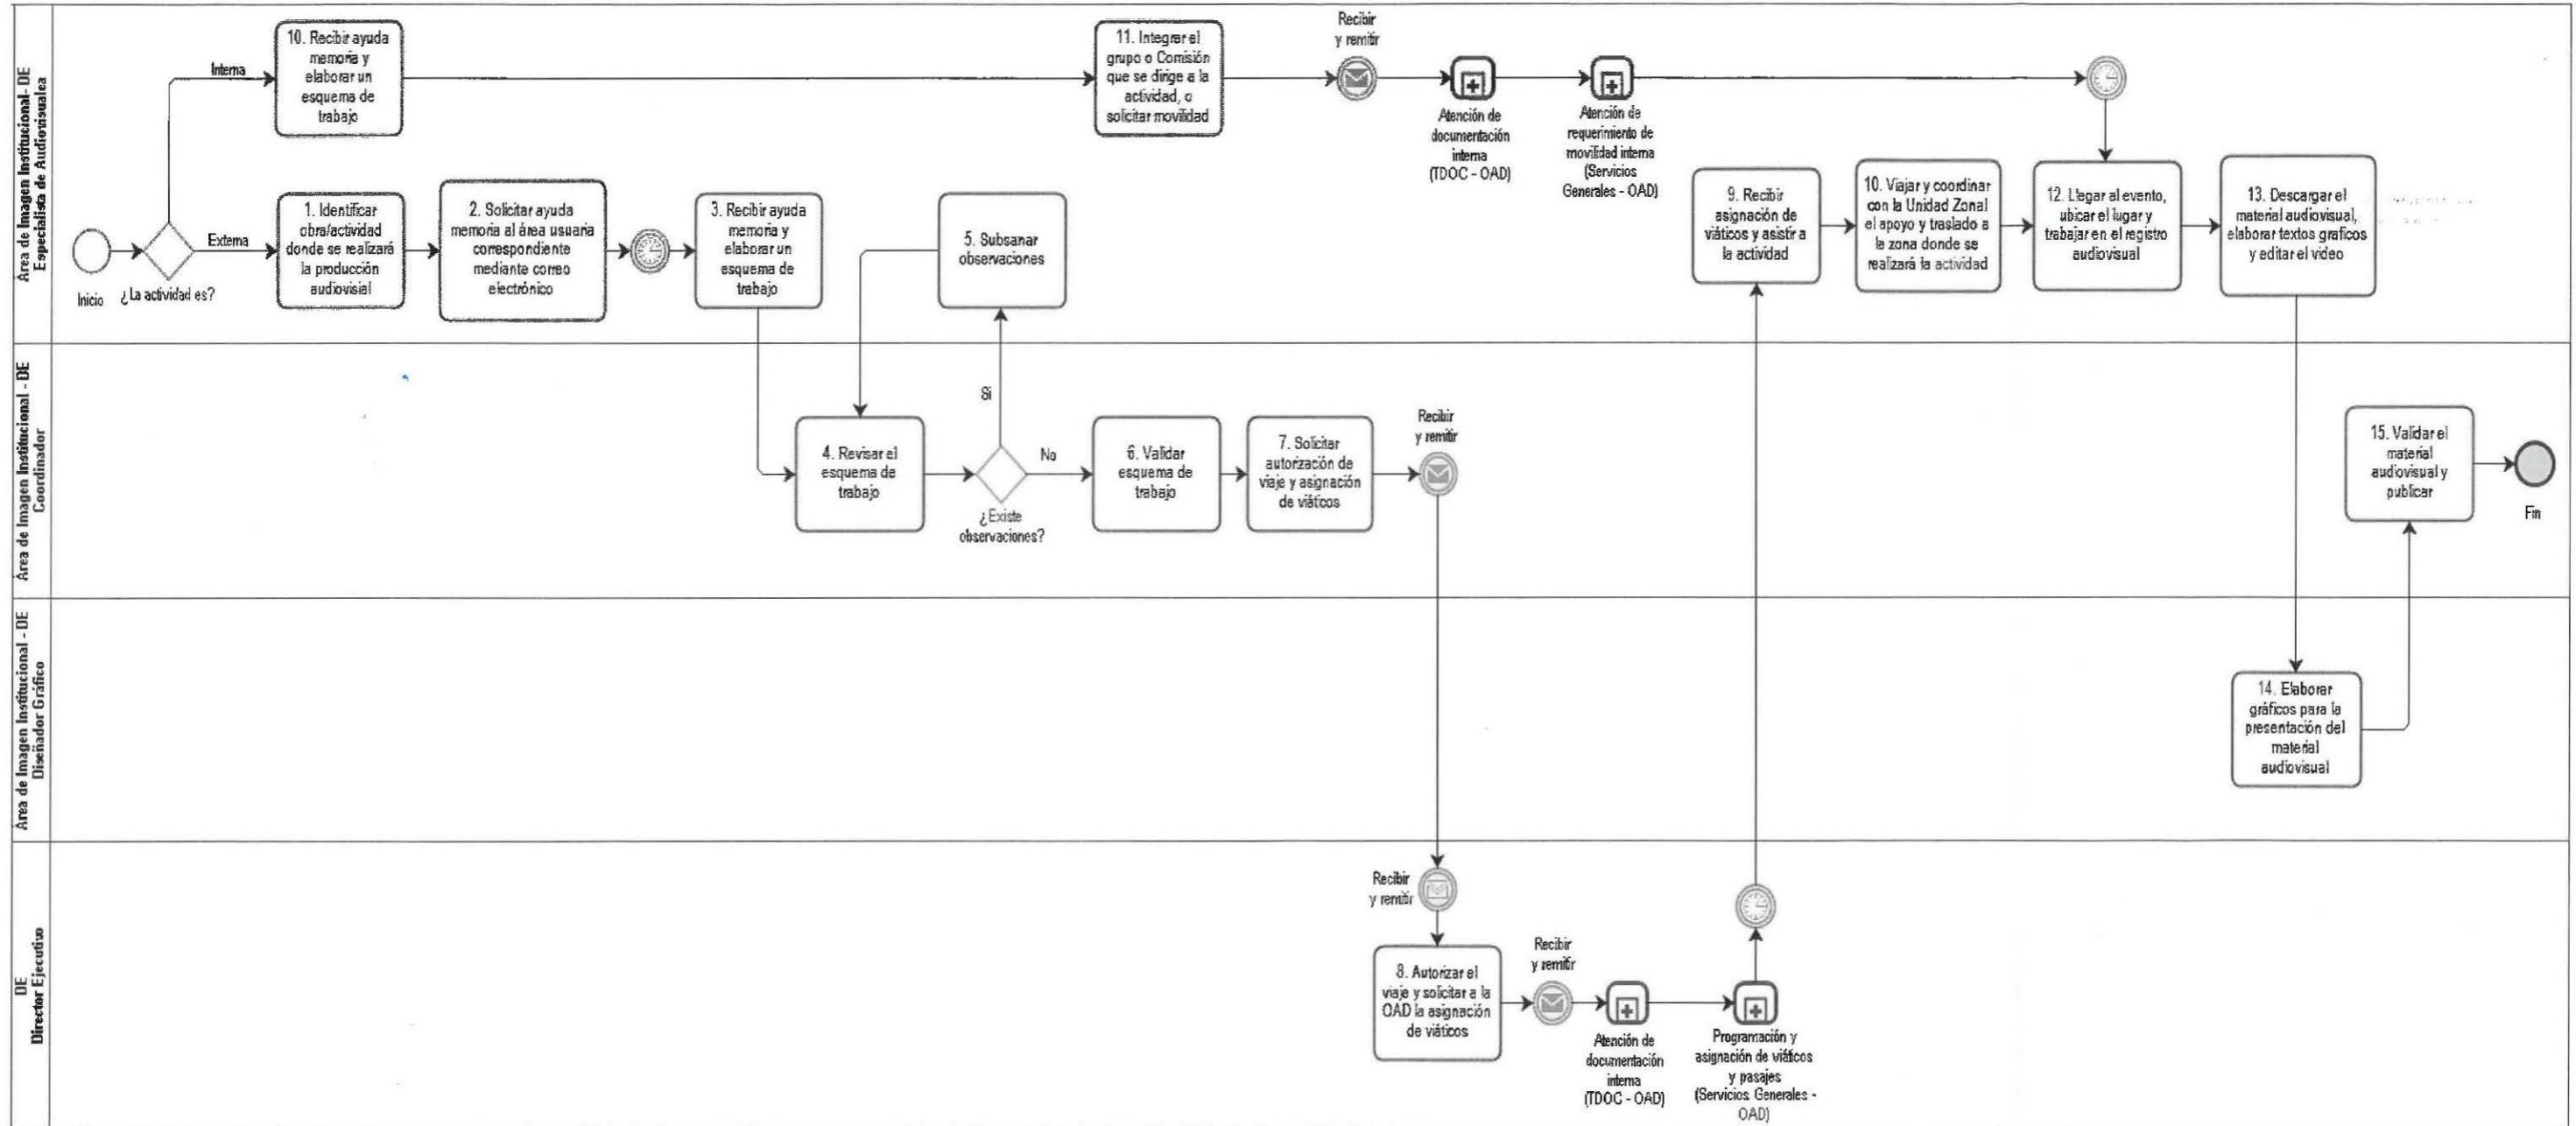 Área de Imagen Institucional- DE
Especialista de Audiovisuales
Inicio
¿La actividad es?
Interna
Externa
10. Recibir ayuda
memoria y
elaborar un
esquema de
trabajo
1. Identificar
obra/actividad
donde se realizará
la producción
audiovisial
2. Solicitar ayuda
memoria al área usuaria
correspondiente
mediante correo
electrónico
3. Recibir ayuda
memoria y
elaborar un
esquema de
trabajo
5. Subsanar
observaciones
11. Integrar el
grupo o Comisión
que se dirige a la
actividad, o
solicitar movilidad
Recibir
y remitir
Atención de
documentación
interna
(TDOC - OAD)
Atención de
requerimiento de
movilidad interna
(Servicios
Generales - OAD)
9. Recibir
asignación de
viáticos y asistir a
la actividad
10. Viajar y coordinar
con la Unidad Zonal
el apoyo y traslado a
la zona donde se
realizará la actividad
12. Llegar al evento,
ubicar el lugar y
trabajar en el registro
audiovisual
13. Descargar el
material audiovisual,
elaborar textos graficos
y editar el video
Área de Imagen Institucional - DE
Coordinador
4. Revisar el
esquema de
trabajo
Si
No
¿Existe
observaciones?
6. Validar
esquema de
trabajo
7. Solicitar
autorización de
viaje y asignación
de viáticos
Recibir
y remitir
15. Validar el
material
audiovisual y
publicar
Fin
Área de Imagen Institucional - DE
Diseñador Gráfico
14. Elaborar
gráficos para la
presentación del
material
audiovisual
DE
Director Ejecutivo
Recibir
y remitir
8. Autorizar el
viaje y solicitar a la
OAD la asignación
de viáticos
Recibir
y remitir
Atención de
documentación
interna
(TDOC - OAD)
Programación y
asignación de viáticos
y pasajes
(Servicios Generales -
OAD)